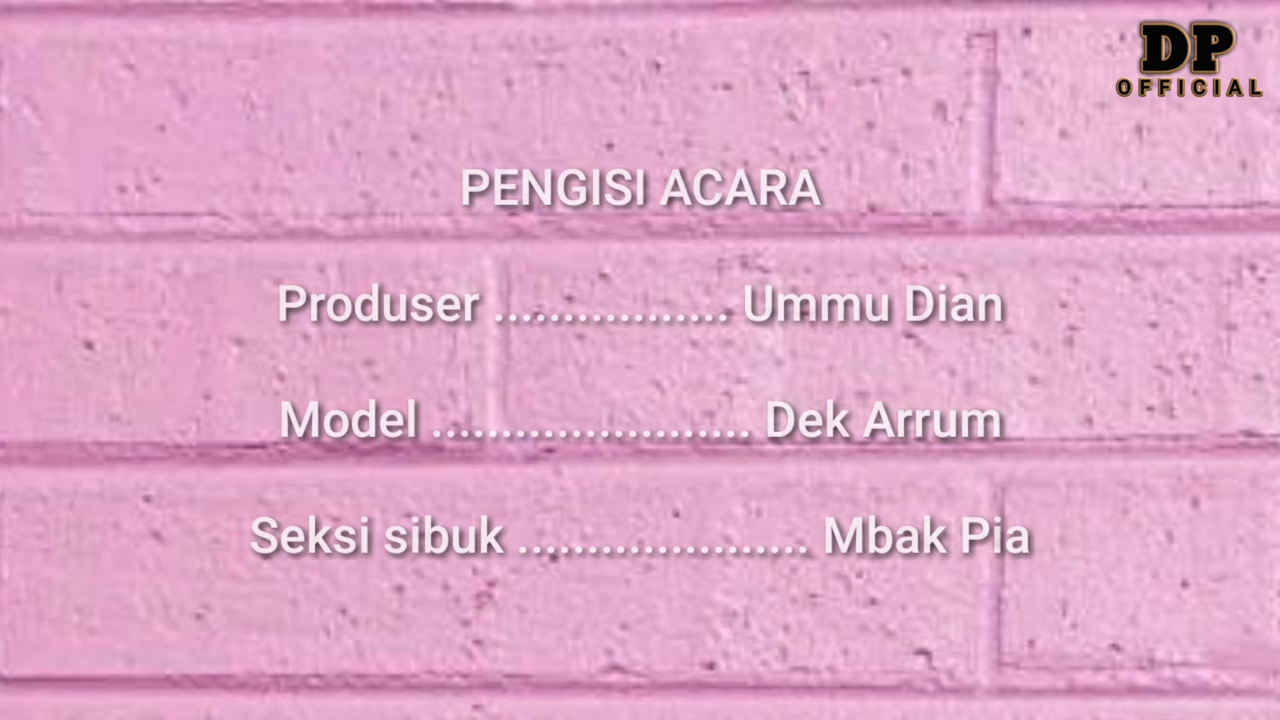 DP
OFFICIAL
PENGISI ACARA
Produser ................. Ummu Dian
Model ....................... Dek Arrum
Seksi sibuk ..................... Mbak Pia